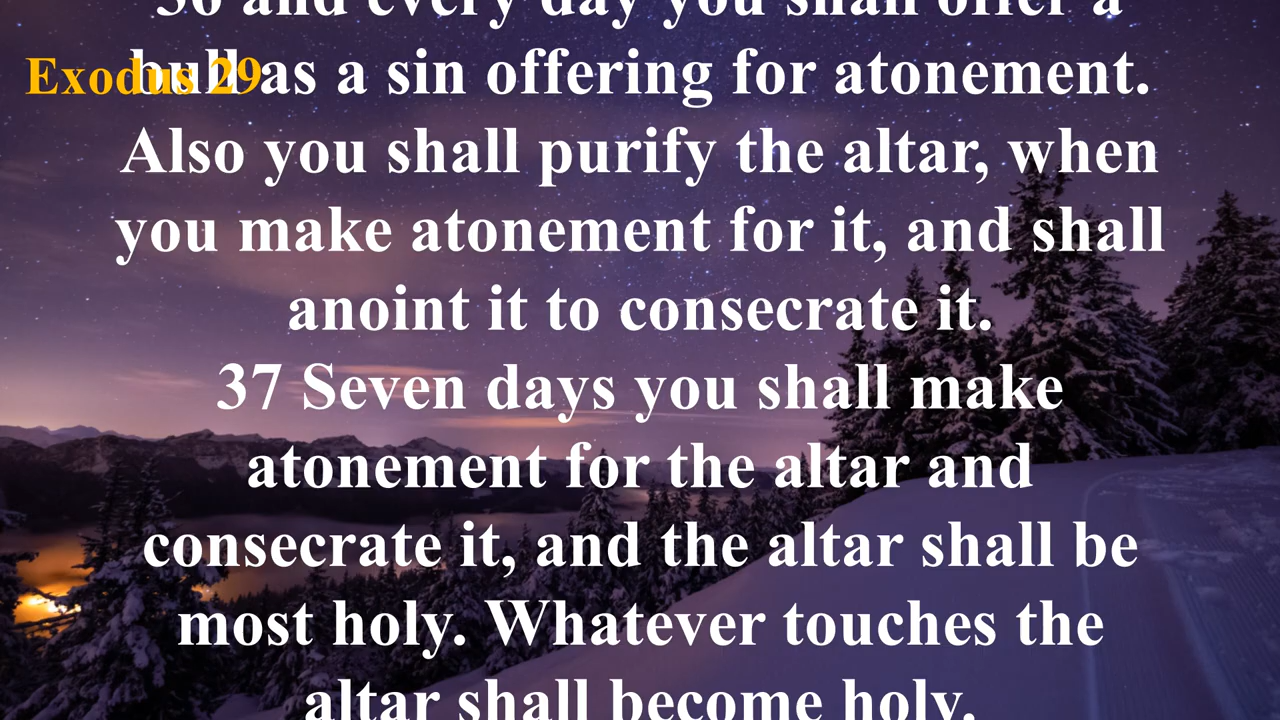 36 and every day you shall offer a
Exodus 29
bull as a sin offering for atonement.
Also you shall purify the altar, when
you make atonement for it, and shall
anoint it to consecrate it.
37 Seven days you shall make
atonement for the altar and
consecrate it, and the altar shall be
most holy. Whatever touches the
altar shall become holy.